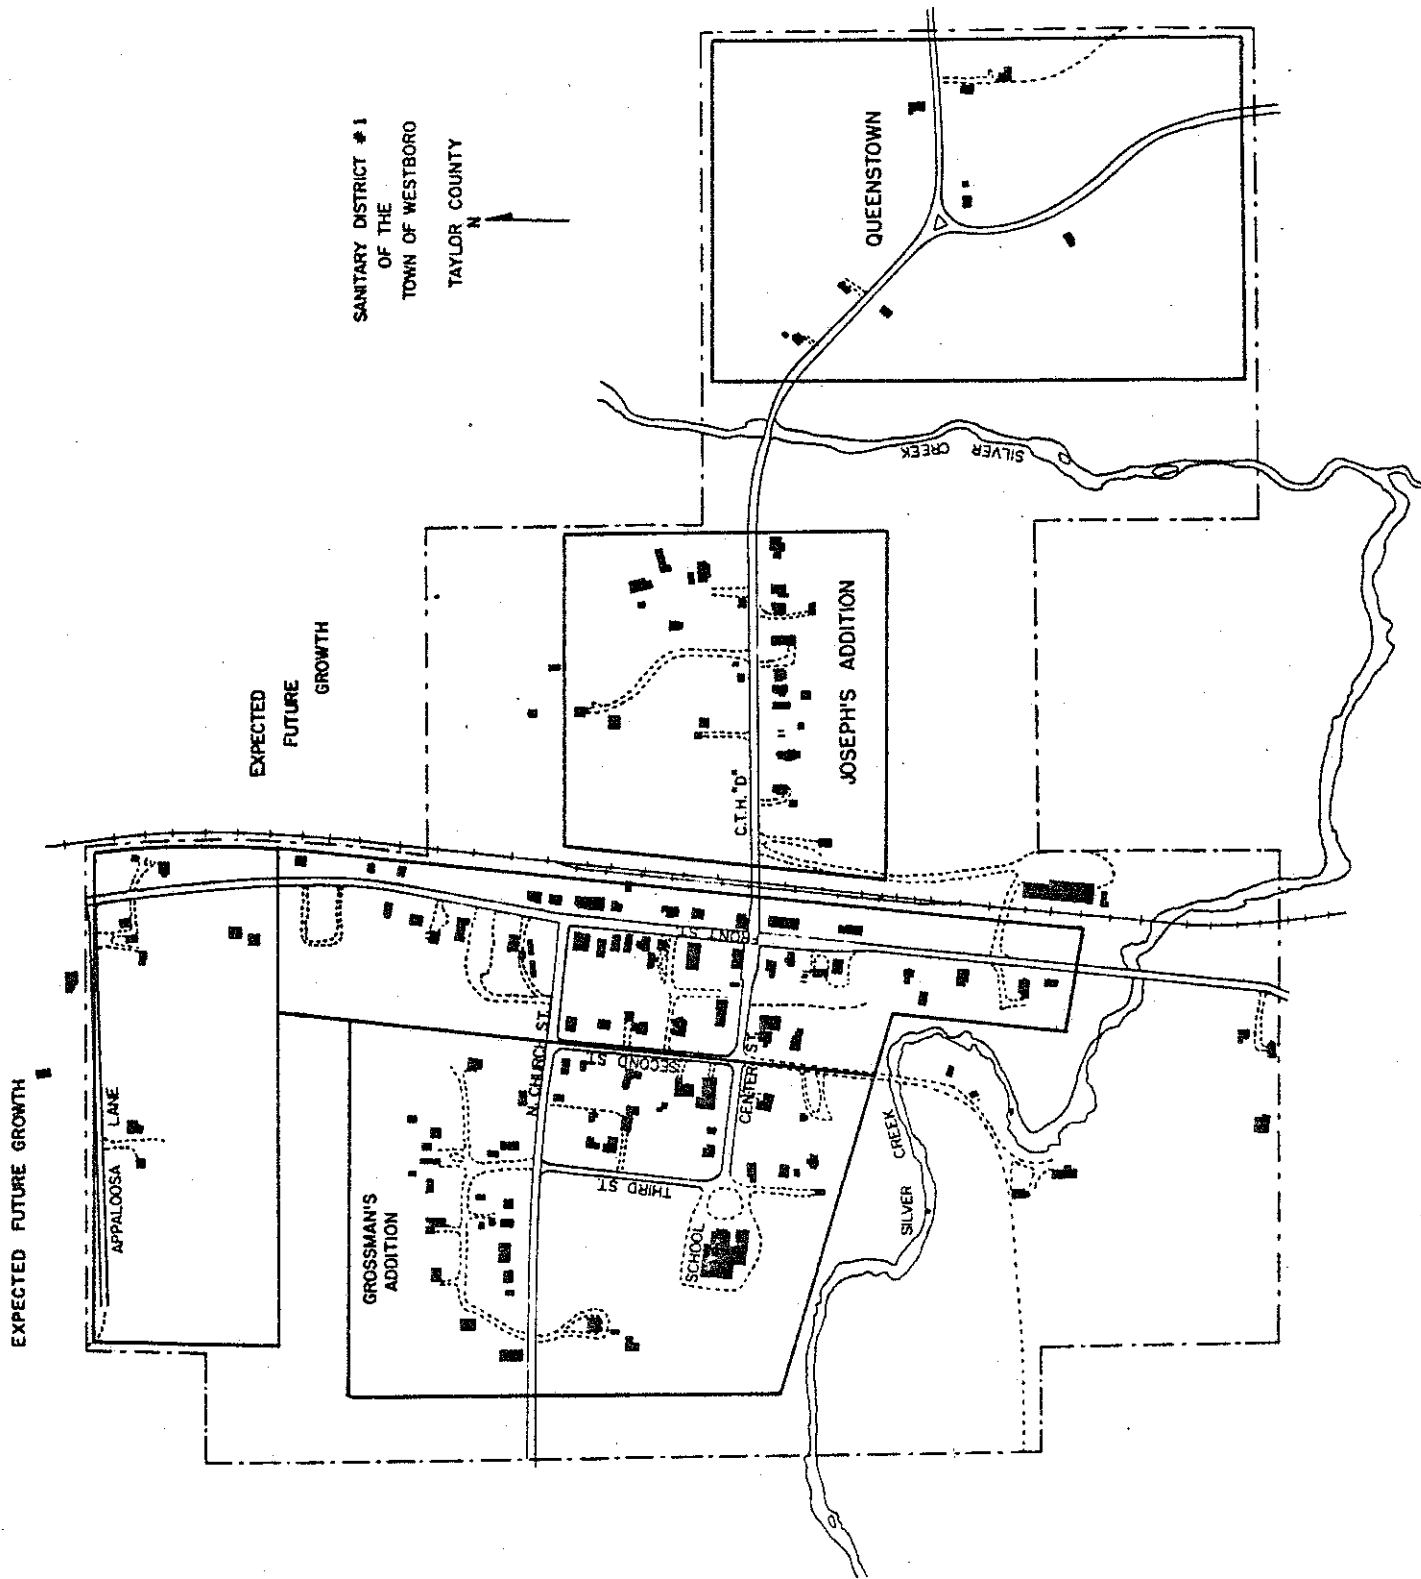 SANITARY DISTRICT #1
OF THE
TOWN OF WESTBORO
TAYLOR COUNTY
N
EXPECTED FUTURE GROWTH
EXPECTED
FUTURE
GROWTH
APPALOOSA LANE
GROSSMAN'S
ADDITION
N. CHURCH ST.
SECOND ST.
THIRD ST.
FRONT ST.
CENTER ST.
SCHOOL
C.T.H. "D"
JOSEPH'S ADDITION
QUEENSTOWN
SILVER CREEK
SILVER CREEK